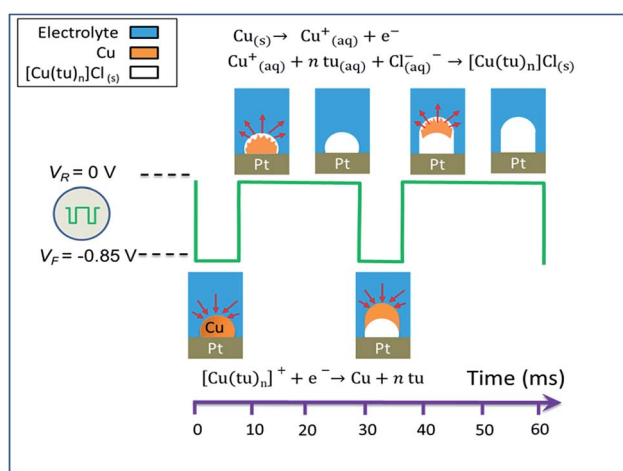 Electrolyte
Cu
[Cu(tu)ₙ]Cl ₍ₛ₎
Cu₍ₛ₎→ Cu⁺₍aq₎ + e⁻
Cu⁺₍aq₎ + n tu₍aq₎ + Cl⁻₍aq₎⁻ → [Cu(tu)ₙ]Cl₍ₛ₎
Pt
Pt
Pt
Pt
V_R = 0 V
V_F = -0.85 V
Cu
Pt
Pt
[Cu(tu)ₙ]⁺ + e⁻→ Cu + n tu
Time (ms)
0 10 20 30 40 50 60